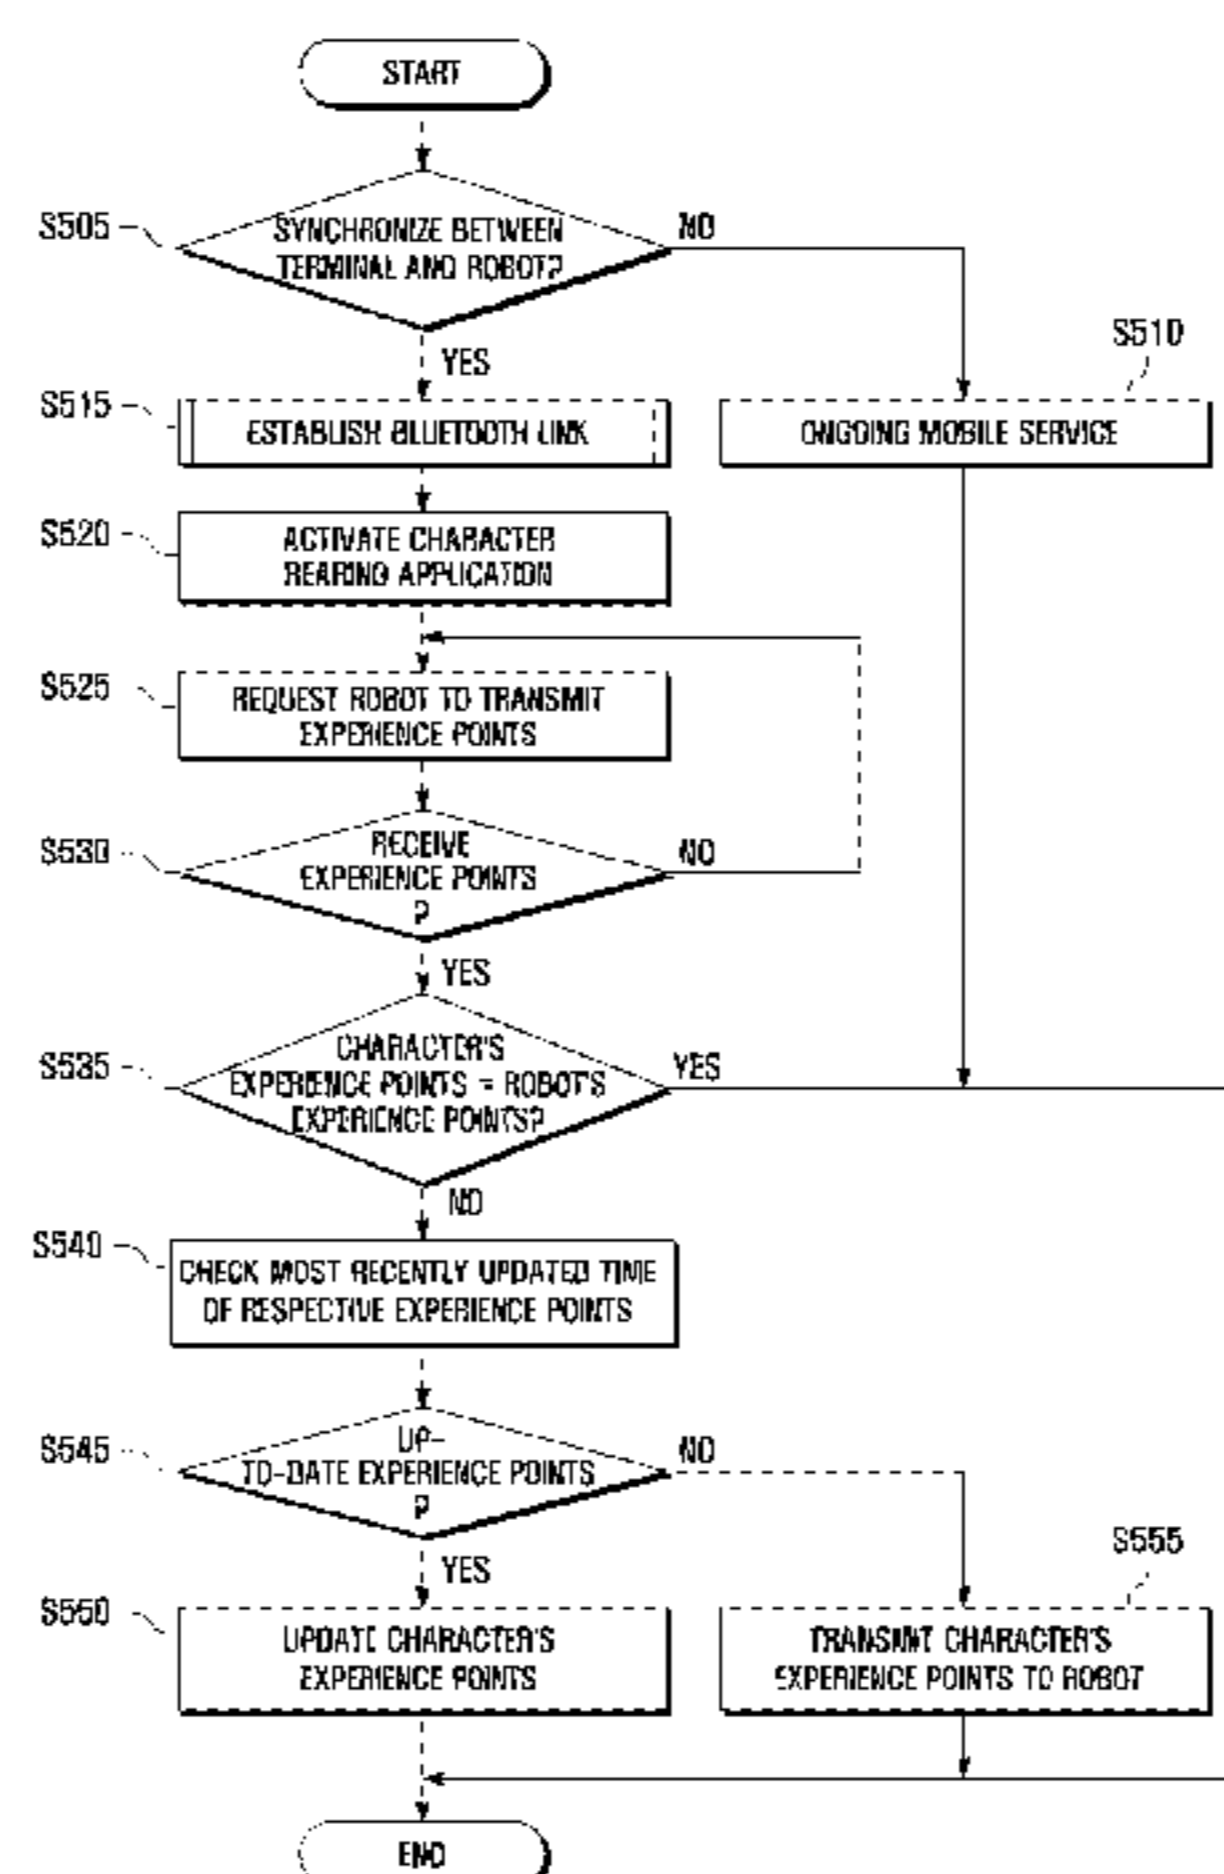 START
S505
SYNCHRONIZE BETWEEN
TERMINAL AND ROBOT?
NO
YES
S510
S515
ESTABLISH BLUETOOTH LINK
ONGOING MOBILE SERVICE
S520
ACTIVATE CHARACTER
REARING APPLICATION
S525
REQUEST ROBOT TO TRANSMIT
EXPERIENCE POINTS
S530
RECEIVE
EXPERIENCE POINTS
?
NO
YES
S535
CHARACTER'S
EXPERIENCE POINTS = ROBOT'S
EXPERIENCE POINTS?
YES
NO
S540
CHECK MOST RECENTLY UPDATED TIME
OF RESPECTIVE EXPERIENCE POINTS
S545
UP-
TO-DATE EXPERIENCE POINTS
?
NO
YES
S555
S550
UPDATE CHARACTER'S
EXPERIENCE POINTS
TRANSMIT CHARACTER'S
EXPERIENCE POINTS TO ROBOT
END